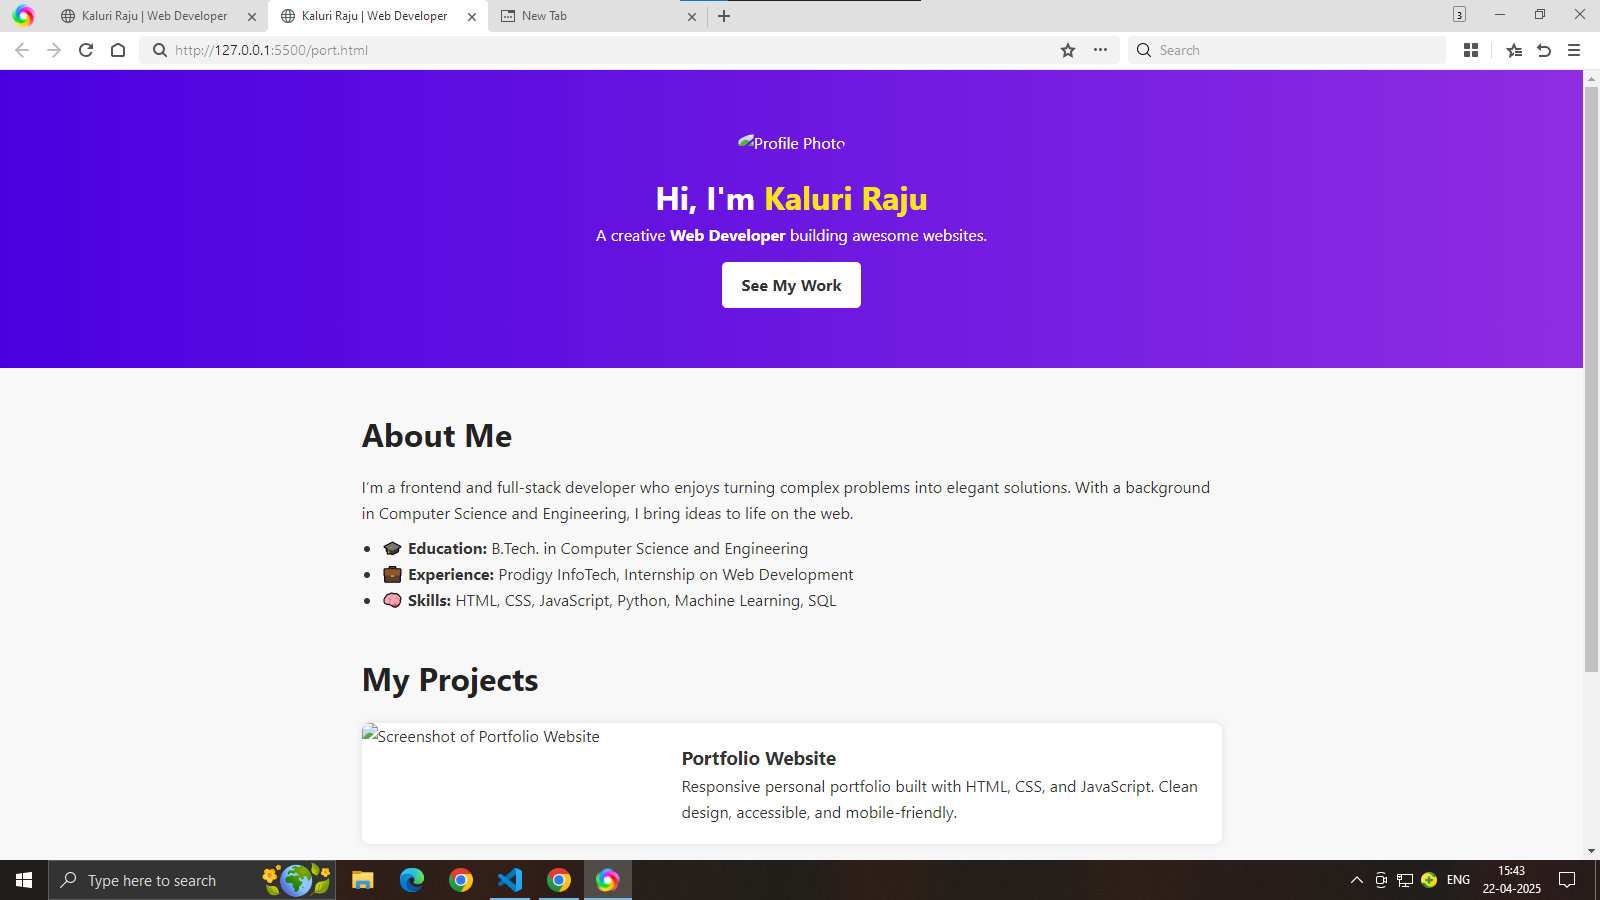 Kaluri Raju | Web Developer
Kaluri Raju | Web Developer
New Tab
3
http://127.0.0.1:5500/port.html
Search
Profile Photo
Hi, I'm Kaluri Raju
A creative Web Developer building awesome websites.
See My Work
About Me
I’m a frontend and full-stack developer who enjoys turning complex problems into elegant solutions. With a background
in Computer Science and Engineering, I bring ideas to life on the web.
Education: B.Tech. in Computer Science and Engineering
Experience: Prodigy InfoTech, Internship on Web Development
Skills: HTML, CSS, JavaScript, Python, Machine Learning, SQL
My Projects
Screenshot of Portfolio Website
Portfolio Website
Responsive personal portfolio built with HTML, CSS, and JavaScript. Clean
design, accessible, and mobile-friendly.
Type here to search
ENG
15:43
22-04-2025